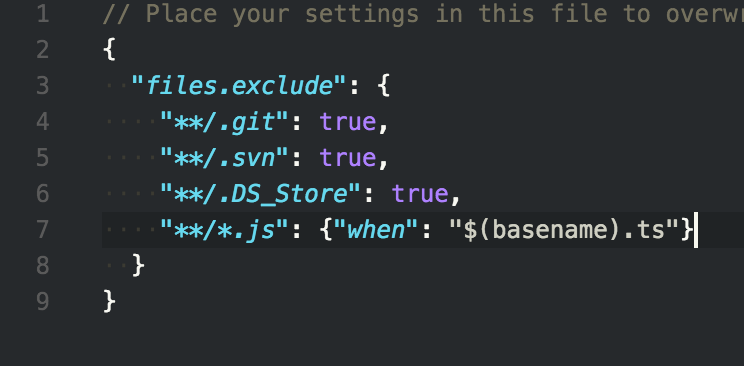 1 // Place your settings in this file to
2 {
3 "files.exclude": {
4 "**/.git": true,
5 "**/.svn": true,
6 "**/.DS_Store": true,
7 "**/*.js": {"when": "$(basename).ts"}
8 }
9 }